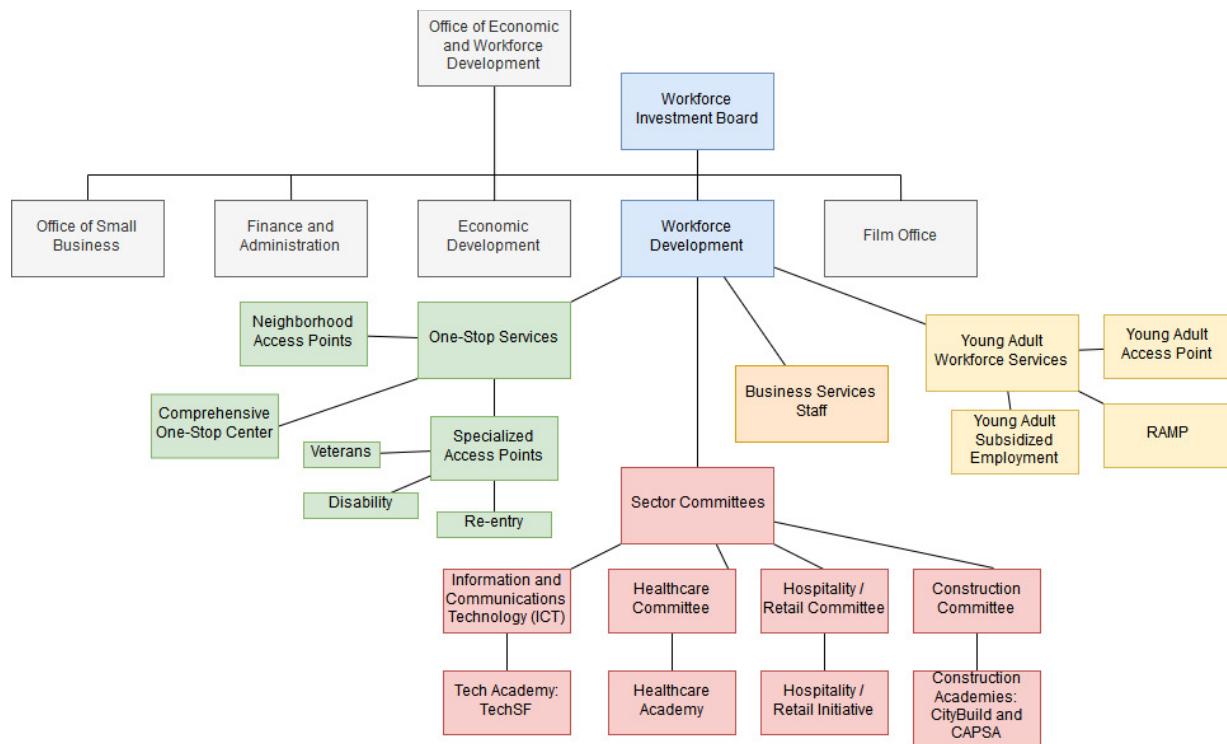 Office of Economic
and Workforce
Development
Workforce
Investment Board
Office of Small
Business
Finance and
Administration
Economic
Development
Workforce
Development
Film Office
Neighborhood
Access Points
One-Stop Services
Young Adult
Workforce Services
Young Adult
Access Point
Comprehensive
One-Stop Center
Business Services
Staff
Veterans
Specialized
Access Points
Young Adult
Subsidized
Employment
RAMP
Disability
Re-entry
Sector Committees
Information and
Communications
Technology (ICT)
Healthcare
Committee
Hospitality /
Retail Committee
Construction
Committee
Tech Academy:
TechSF
Healthcare
Academy
Hospitality /
Retail Initiative
Construction
Academies:
CityBuild and
CAPSA